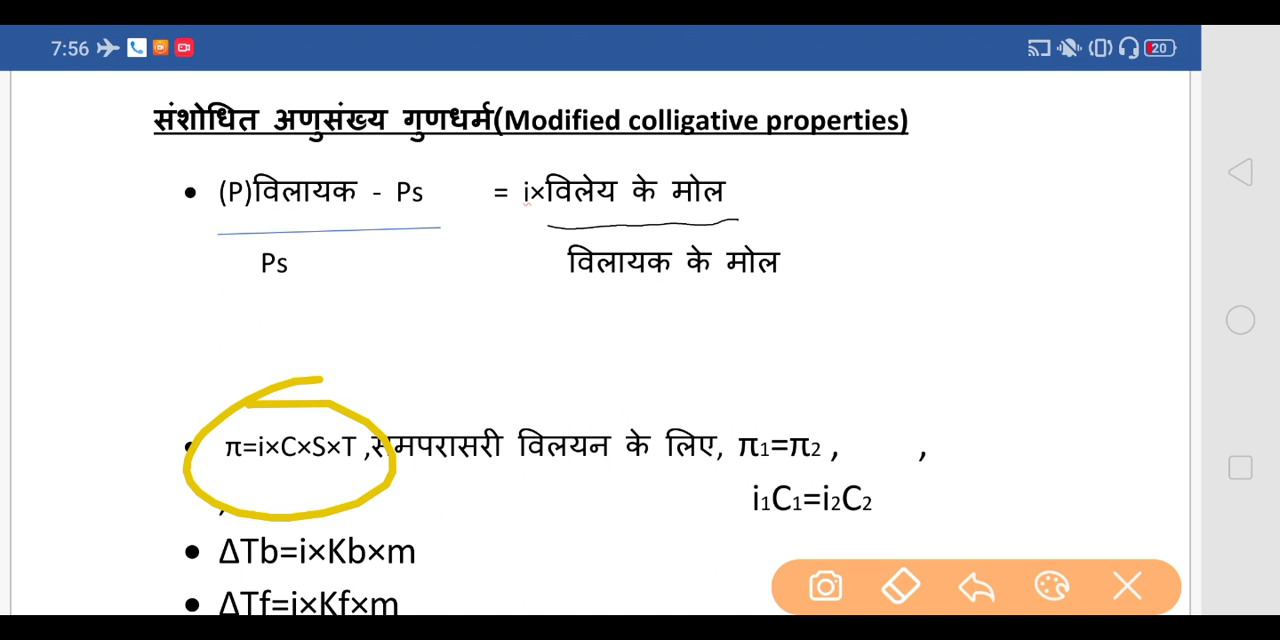 7:56
20
संशोधित अणुसंख्य गुणधर्म(Modified colligative properties)
• (P)विलायक - Ps = i×विलेय के मोल
Ps विलायक के मोल
• π=i×C×S×T ,समपरासरी विलयन के लिए, π1=π2 , ,
, i1C1=i2C2
• ΔTb=i×Kb×m
• ΔTf=i×Kf×m